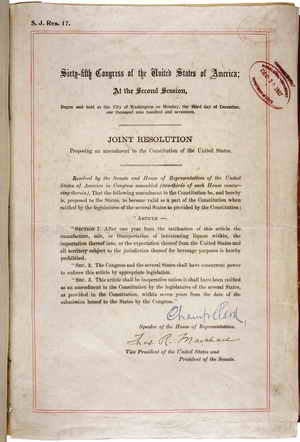 S. J. Res. 17.
Sixty-fifth Congress of the United States of America;
At the Second Session,
Begun and held at the City of Washington on Monday, the third day of December,
one thousand nine hundred and seventeen.
JOINT RESOLUTION
Proposing an amendment to the Constitution of the United States.
Resolved by the Senate and House of Representatives of the United
States of America in Congress assembled (two-thirds of each House concur-
ring therein), That the following amendment to the Constitution be, and hereby
is, proposed to the States, to become valid as a part of the Constitution when
ratified by the legislatures of the several States as provided by the Constitution:
"ARTICLE —.
"SECTION 1. After one year from the ratification of this article the
manufacture, sale, or transportation of intoxicating liquors within, the
importation thereof into, or the exportation thereof from the United States and
all territory subject to the jurisdiction thereof for beverage purposes is hereby
prohibited.
"SEC. 2. The Congress and the several States shall have concurrent power
to enforce this article by appropriate legislation.
"SEC. 3. This article shall be inoperative unless it shall have been ratified
as an amendment to the Constitution by the legislatures of the several States,
as provided in the Constitution, within seven years from the date of the
submission hereof to the States by the Congress."
Champ Clark
Speaker of the House of Representatives.
Thos. R. Marshall
Vice President of the United States and
President of the Senate.